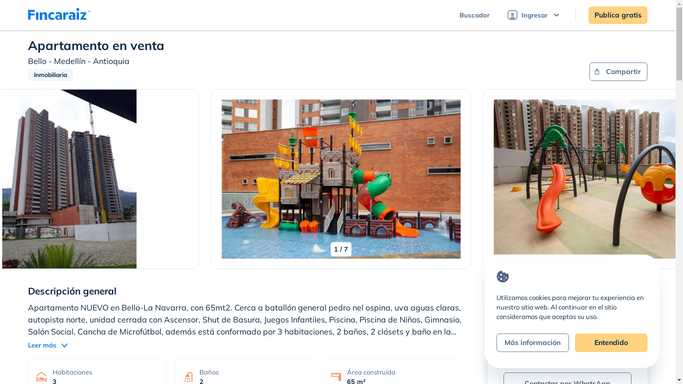 Fincaraiz
Buscador
Ingresar
Publica gratis
Apartamento en venta
Bello - Medellín - Antioquia
Inmobiliaria
Compartir
1 / 7
Descripción general
Apartamento NUEVO en Bello-La Navarra, con 65mt2. Cerca a batallón general pedro nel ospina, uva aguas claras,
autopista norte, unidad cerrada con Ascensor, Shut de Basura, Juegos Infantiles, Piscina, Piscina de Niños, Gimnasio,
Salón Social, Cancha de Microfútbol, además está conformado por 3 habitaciones, 2 baños, 2 clósets y baño en la...
Leer más
Habitaciones
3
Baños
2
Área construida
65 m²
Utilizamos cookies para mejorar tu experiencia en
nuestro sitio web. Al continuar en el sitio
consideramos que aceptas su uso.
Más información
Entendido
Contactar por WhatsApp